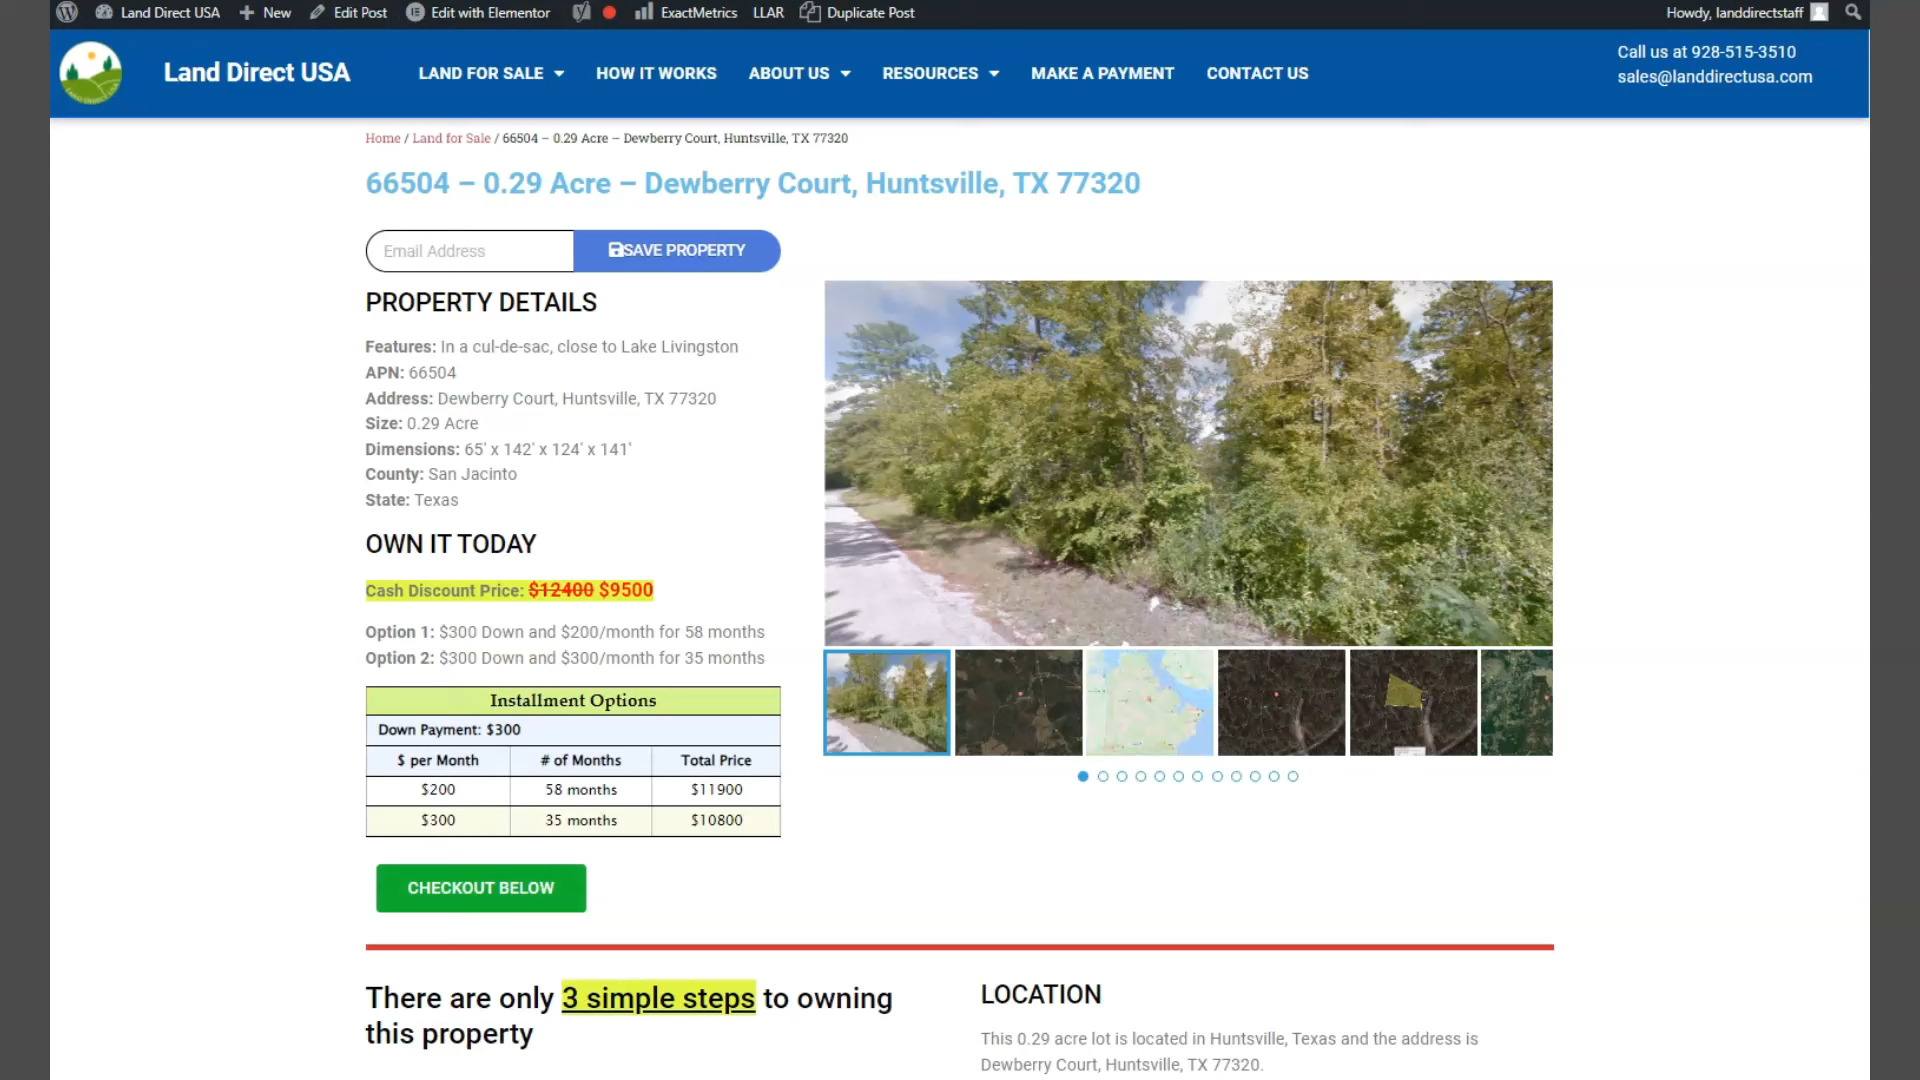 Land Direct USA New Edit Post Edit with Elementor ExactMetrics LLAR Duplicate Post Howdy, landdirectstaff
Land Direct USA LAND FOR SALE HOW IT WORKS ABOUT US RESOURCES MAKE A PAYMENT CONTACT US
Call us at 928-515-3510
sales@landdirectusa.com
Home / Land for Sale / 66504 – 0.29 Acre – Dewberry Court, Huntsville, TX 77320
66504 – 0.29 Acre – Dewberry Court, Huntsville, TX 77320
Email Address SAVE PROPERTY
PROPERTY DETAILS
Features: In a cul-de-sac, close to Lake Livingston
APN: 66504
Address: Dewberry Court, Huntsville, TX 77320
Size: 0.29 Acre
Dimensions: 65' x 142' x 124' x 141'
County: San Jacinto
State: Texas
OWN IT TODAY
Cash Discount Price: $12400 $9500
Option 1: $300 Down and $200/month for 58 months
Option 2: $300 Down and $300/month for 35 months
Installment Options
Down Payment: $300
$ per Month # of Months Total Price
$200 58 months $11900
$300 35 months $10800
CHECKOUT BELOW
There are only 3 simple steps to owning
this property
LOCATION
This 0.29 acre lot is located in Huntsville, Texas and the address is
Dewberry Court, Huntsville, TX 77320.